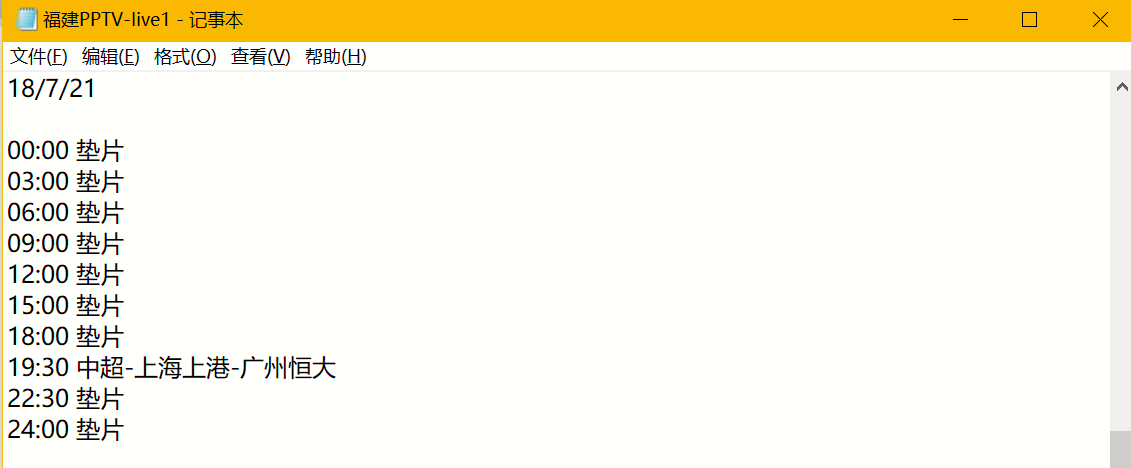 福建PPTV-live1 - 记事本
文件(F) 编辑(E) 格式(O) 查看(V) 帮助(H)
18/7/21
00:00 垫片
03:00 垫片
06:00 垫片
09:00 垫片
12:00 垫片
15:00 垫片
18:00 垫片
19:30 中超-上海上港-广州恒大
22:30 垫片
24:00 垫片